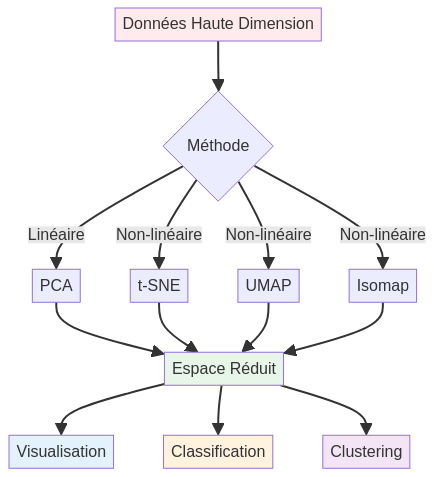 Données Haute Dimension
Méthode
Linéaire
Non-linéaire
Non-linéaire
Non-linéaire
PCA
t-SNE
UMAP
Isomap
Espace Réduit
Visualisation
Classification
Clustering